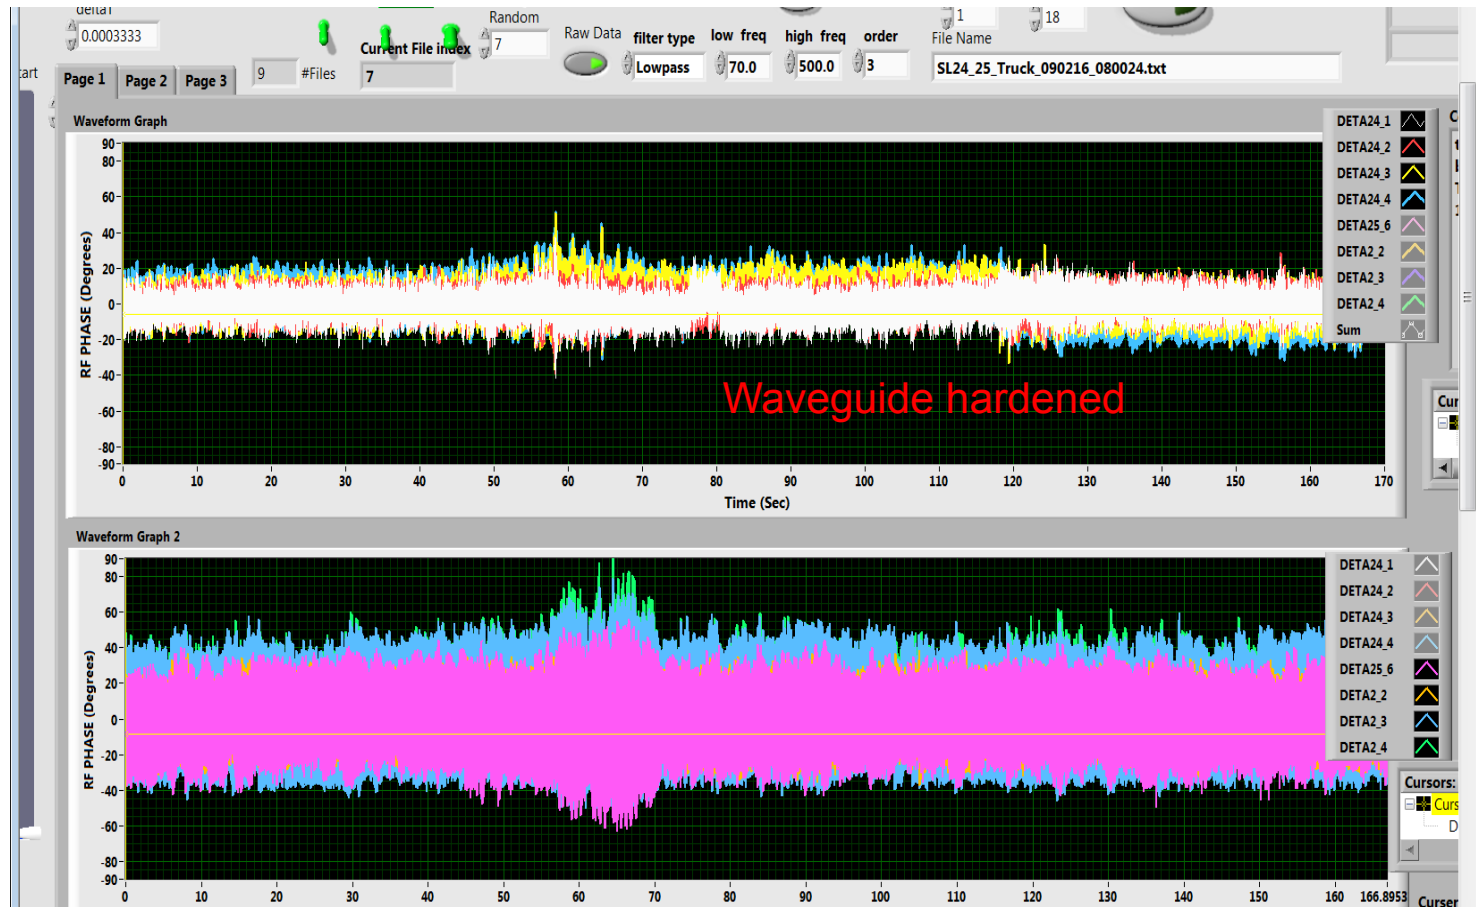 deltaT
0.0003333
Random
7
Current File index
7
9
#Files
Raw Data
filter type
Lowpass
low freq
70.0
high freq
500.0
order
3
1
18
File Name
SL24_25_Truck_090216_080024.txt
tart
Page 1
Page 2
Page 3
Waveform Graph
RF PHASE (Degrees)
90
80
60
40
20
0
-20
-40
-60
-80
-90
0 10 20 30 40 50 60 70 80 90 100 110 120 130 140 150 160 170
Time (Sec)
Waveguide hardened
DETA24_1
DETA24_2
DETA24_3
DETA24_4
DETA25_6
DETA2_2
DETA2_3
DETA2_4
Sum
Cur
Waveform Graph 2
RF PHASE (Degrees)
90
80
60
40
20
0
-20
-40
-60
-80
-90
0 10 20 30 40 50 60 70 80 90 100 110 120 130 140 150 160 166.8953
DETA24_1
DETA24_2
DETA24_3
DETA24_4
DETA25_6
DETA2_2
DETA2_3
DETA2_4
Cursors:
Curs
D
Curser